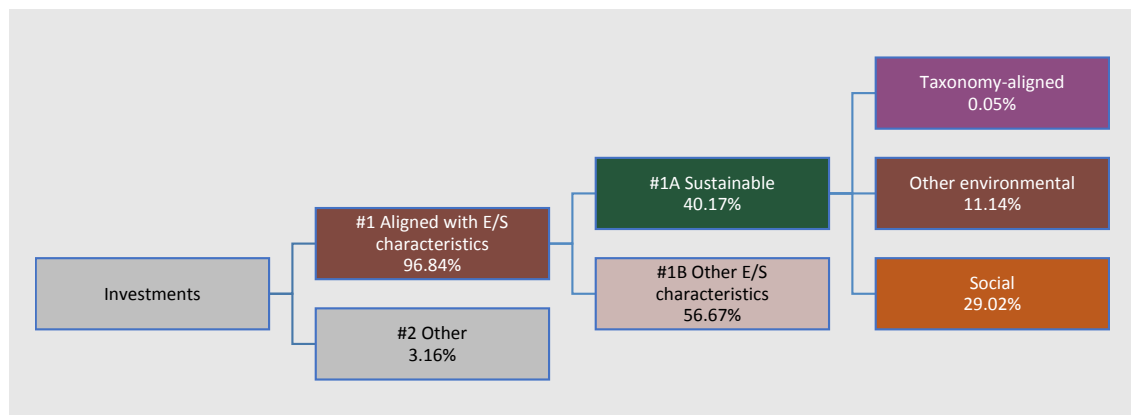 Investments
#1 Aligned with E/S
characteristics
96.84%
#2 Other
3.16%
#1A Sustainable
40.17%
#1B Other E/S
characteristics
56.67%
Taxonomy-aligned
0.05%
Other environmental
11.14%
Social
29.02%